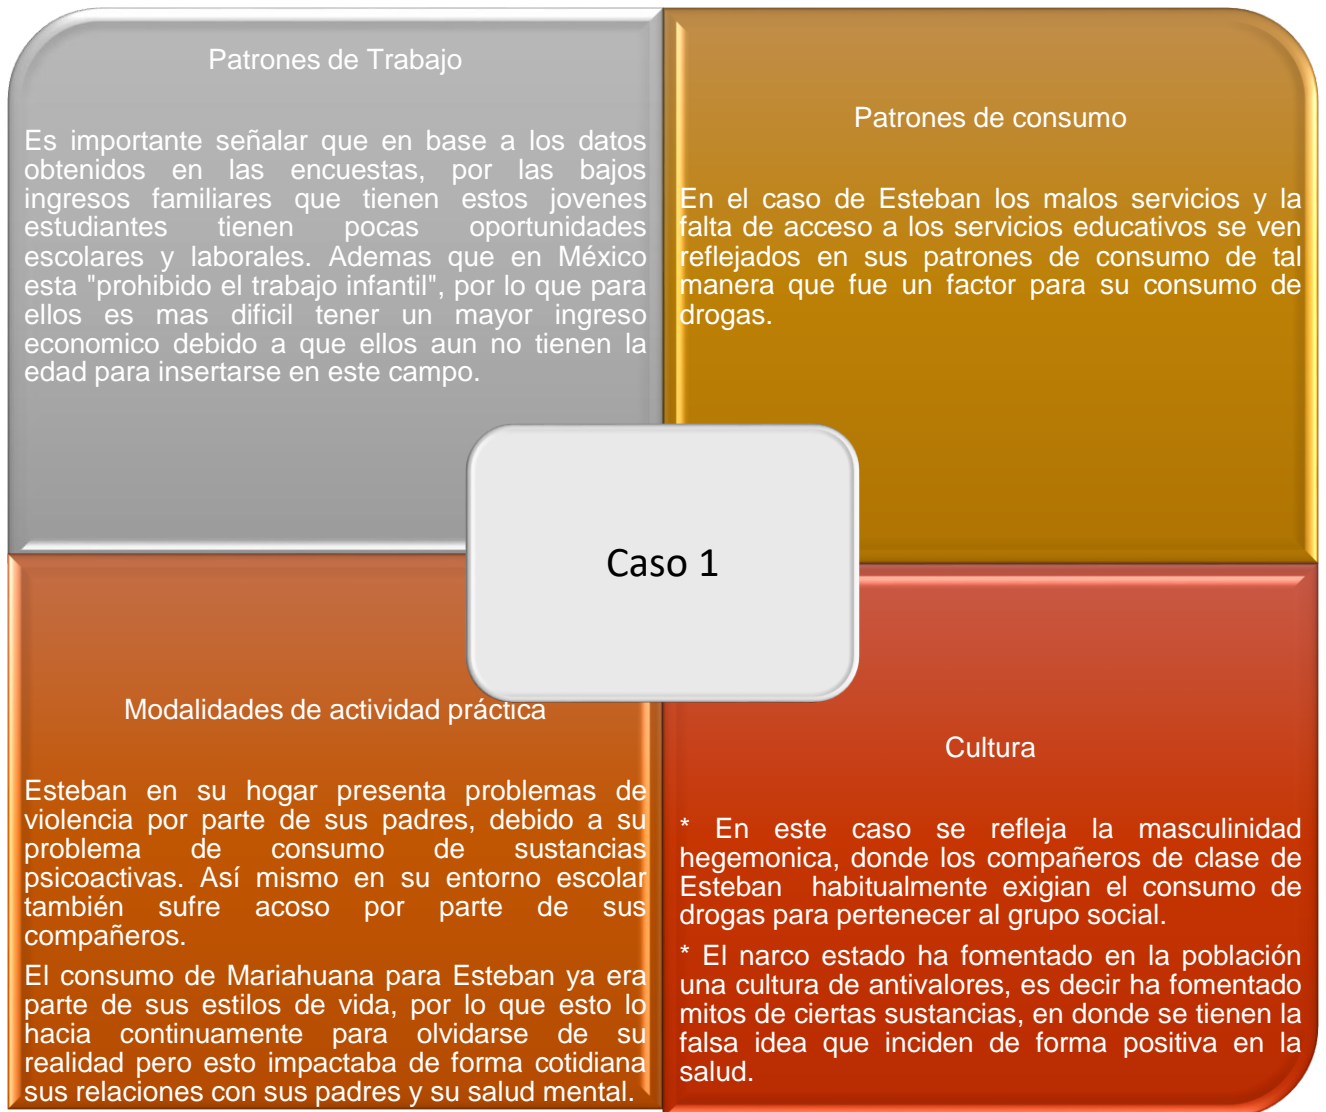 Patrones de Trabajo
Es importante señalar que en base a los datos
obtenidos en las encuestas, por las bajos
ingresos familiares que tienen estos jovenes
estudiantes tienen pocas oportunidades
escolares y laborales. Ademas que en México
esta "prohibido el trabajo infantil", por lo que para
ellos es mas dificil tener un mayor ingreso
economico debido a que ellos aun no tienen la
edad para insertarse en este campo.
Patrones de consumo
En el caso de Esteban los malos servicios y la
falta de acceso a los servicios educativos se ven
reflejados en sus patrones de consumo de tal
manera que fue un factor para su consumo de
drogas.
Caso 1
Modalidades de actividad práctica
Esteban en su hogar presenta problemas de
violencia por parte de sus padres, debido a su
problema de consumo de sustancias
psicoactivas. Así mismo en su entorno escolar
también sufre acoso por parte de sus
compañeros.
El consumo de Mariahuana para Esteban ya era
parte de sus estilos de vida, por lo que esto lo
hacia continuamente para olvidarse de su
realidad pero esto impactaba de forma cotidiana
sus relaciones con sus padres y su salud mental.
Cultura
* En este caso se refleja la masculinidad
hegemonica, donde los compañeros de clase de
Esteban habitualmente exigian el consumo de
drogas para pertenecer al grupo social.
* El narco estado ha fomentado en la población
una cultura de antivalores, es decir ha fomentado
mitos de ciertas sustancias, en donde se tienen la
falsa idea que inciden de forma positiva en la
salud.